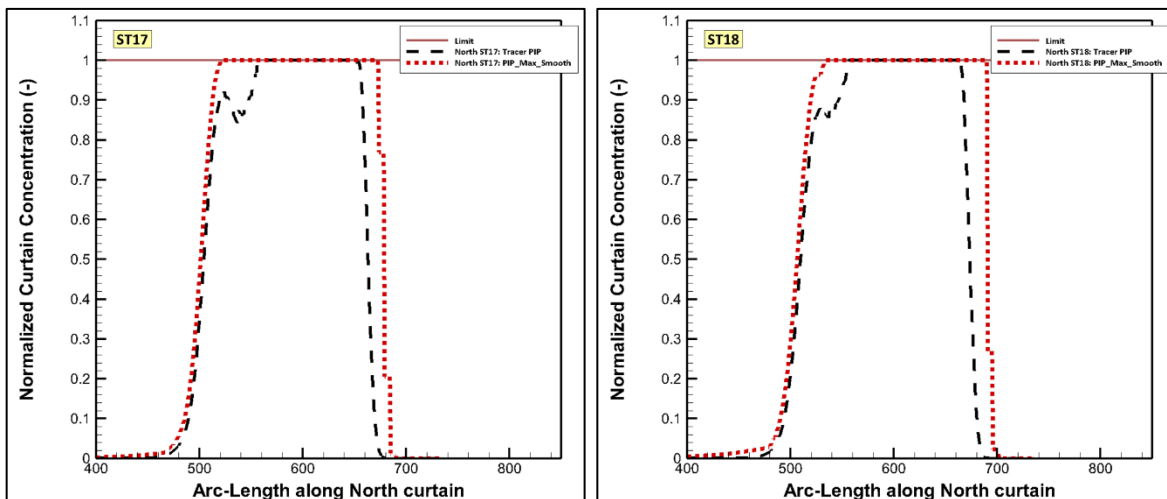 ST17
Limit
North ST17: Tracer PIP
North ST17: PIP_Max_Smooth
1.1
1
0.9
0.8
0.7
0.6
0.5
0.4
0.3
0.2
0.1
0
Normalized Curtain Concentration (-)
400 500 600 700 800
Arc-Length along North curtain
ST18
Limit
North ST18: Tracer PIP
North ST18: PIP_Max_Smooth
1.1
1
0.9
0.8
0.7
0.6
0.5
0.4
0.3
0.2
0.1
0
Normalized Curtain Concentration (-)
400 500 600 700 800
Arc-Length along North curtain